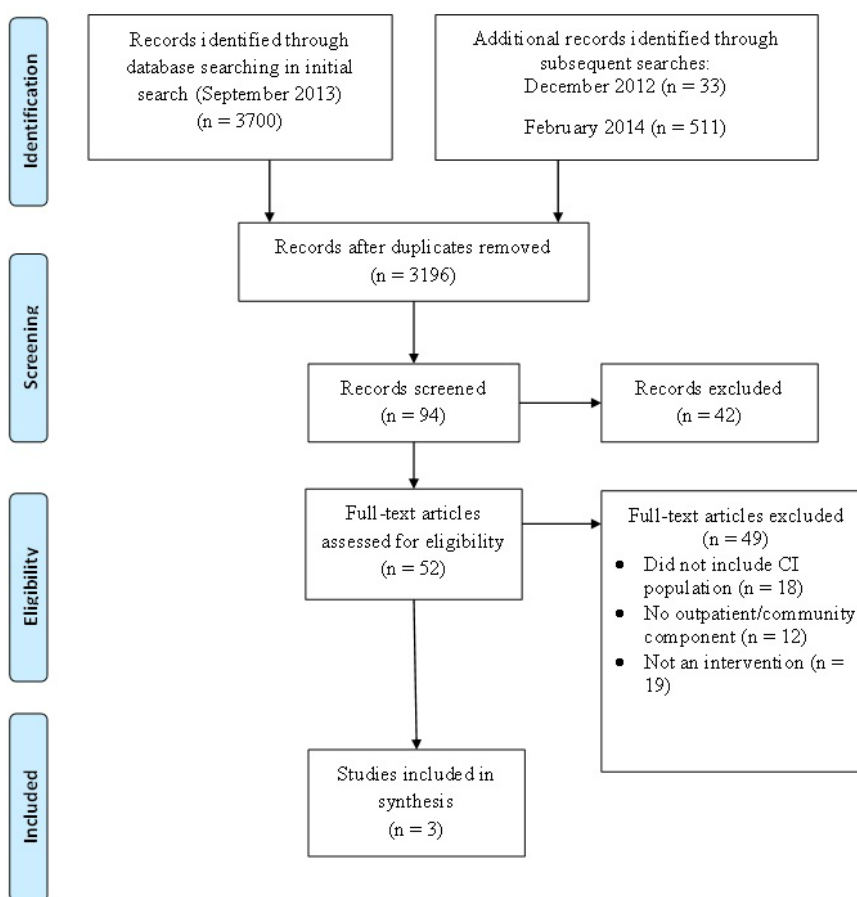 Identification
Records identified through
database searching in initial
search (September 2013)
(n = 3700)
Additional records identified through
subsequent searches:
December 2012 (n = 33)
February 2014 (n = 511)
Records after duplicates removed
(n = 3196)
Screening
Records screened
(n = 94)
Records excluded
(n = 42)
Eligibility
Full-text articles
assessed for eligibility
(n = 52)
Full-text articles excluded
(n = 49)
• Did not include CI
population (n = 18)
• No outpatient/community
component (n = 12)
• Not an intervention (n =
19)
Included
Studies included in
synthesis
(n = 3)